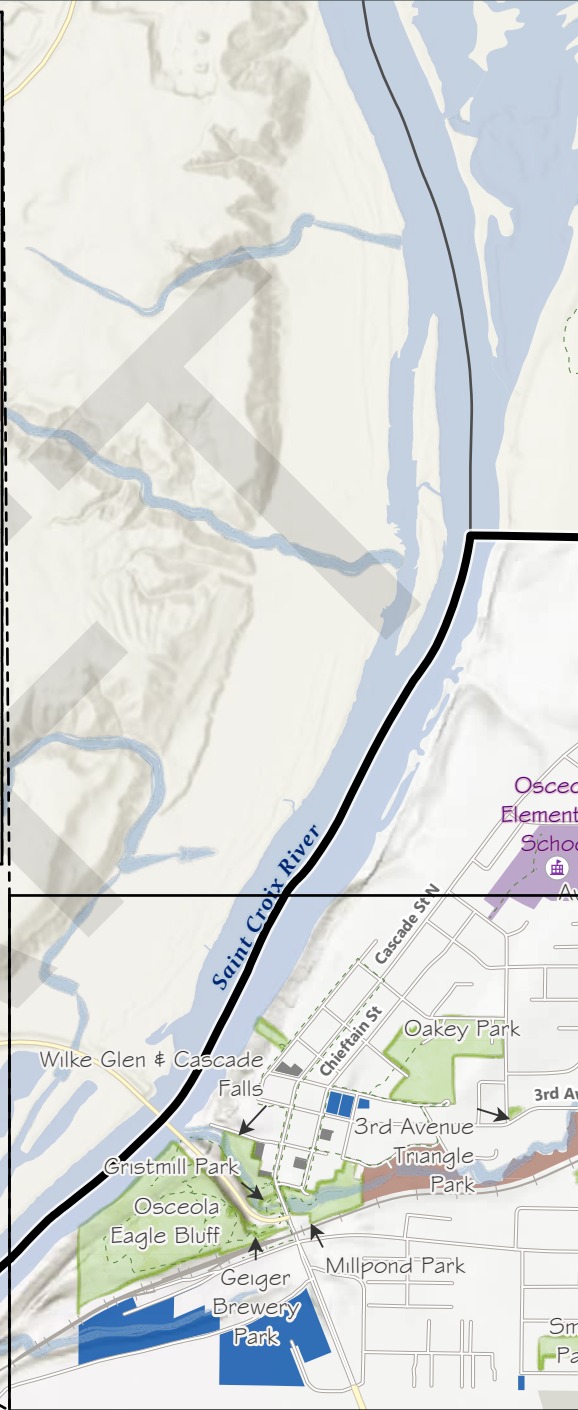 Osceo
Element
Schoo
Av
Saint Croix River
Cascade St N
Chieftain St
Oakey Park
Wilke Glen & Cascade
Falls
3rd Av
3rd Avenue
Triangle
Park
Gristmill Park
Osceola
Eagle Bluff
Millpond Park
Geiger
Brewery
Park
Sm
Pa